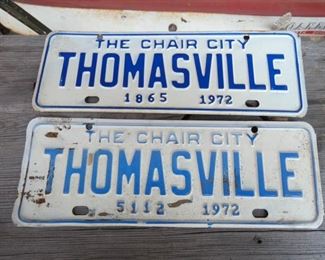 THE CHAIR CITY
THOMASVILLE
1865 1972
THE CHAIR CITY
THOMASVILLE
5112 1972